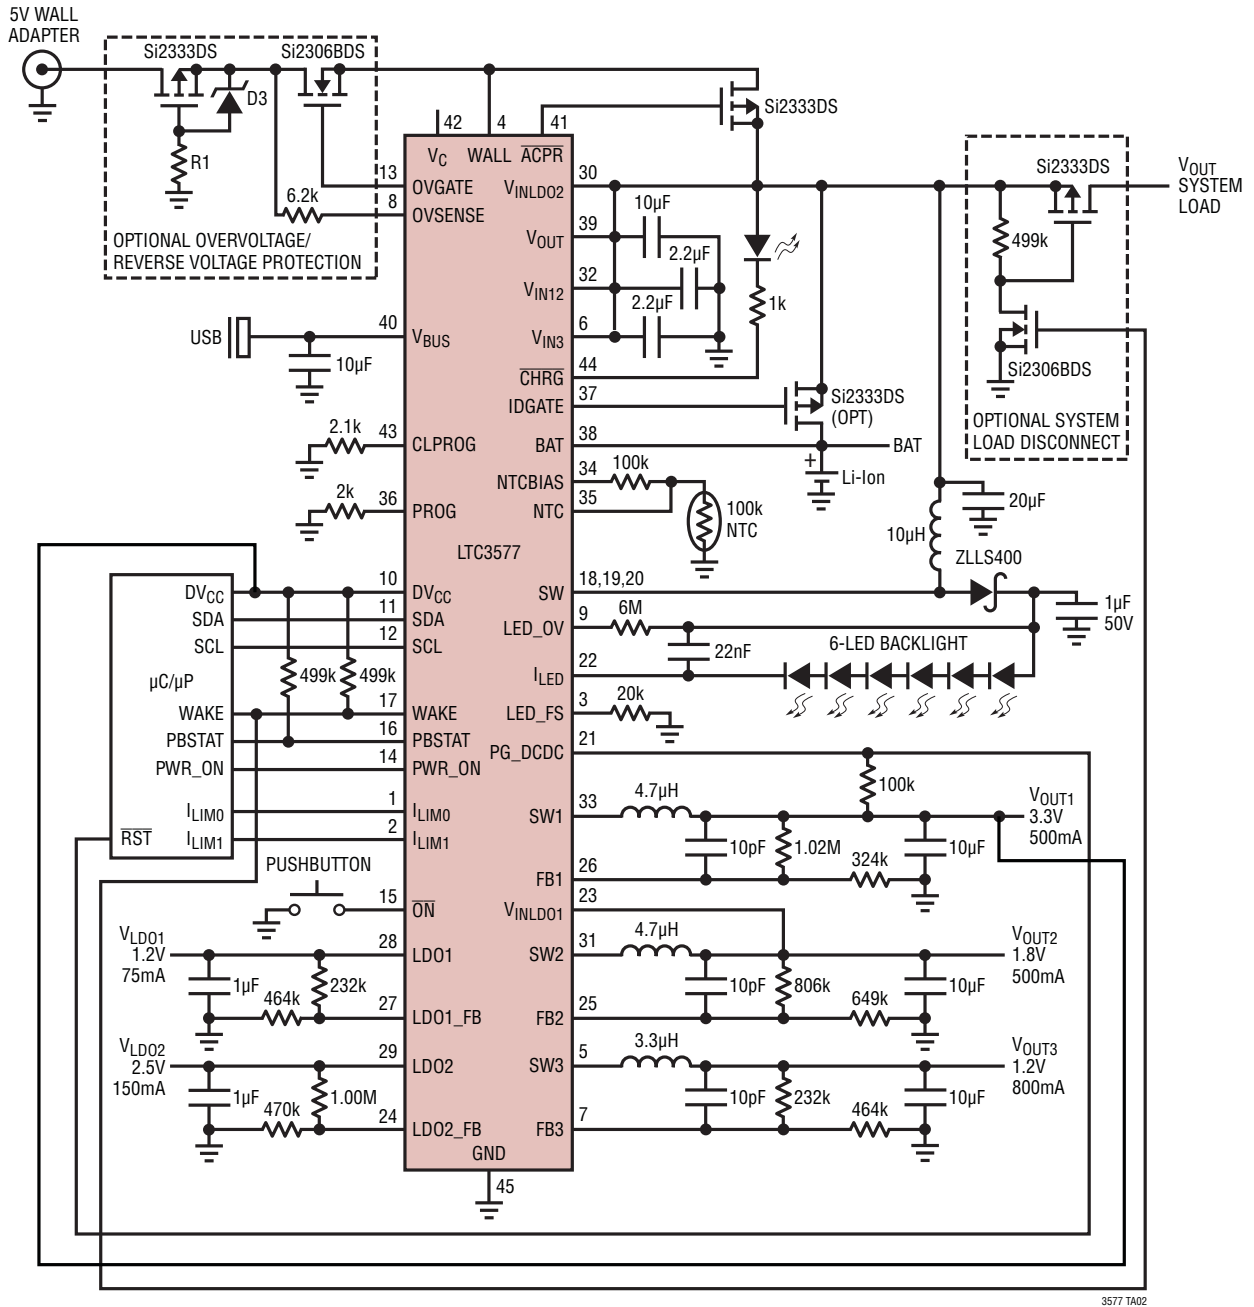 5V WALL
ADAPTER
Si2333DS
Si2306BDS
D3
R1
6.2k
OPTIONAL OVERVOLTAGE/
REVERSE VOLTAGE PROTECTION
42
4
41
VC
WALL
ACPR
Si2333DS
13
OVGATE
8
OVSENSE
VINLDO2
30
VOUT
39
10µF
2.2µF
VIN12
32
2.2µF
VIN3
6
CHRG
44
1k
IDGATE
37
Si2333DS
(OPT)
BAT
38
BAT
+
Li-Ion
Si2333DS
VOUT
SYSTEM
LOAD
499k
Si2306BDS
OPTIONAL SYSTEM
LOAD DISCONNECT
USB
40
VBUS
10µF
2.1k
43
CLPROG
2k
36
PROG
NTCBIAS
34
100k
NTC
35
100k
NTC
LTC3577
20µF
10µH
ZLLS400
SW
18,19,20
1µF
50V
LED_OV
9
6M
22nF
6-LED BACKLIGHT
ILED
22
LED_FS
3
20k
PG_DCDC
21
100k
DVCC
10
DVCC
SDA
11
SDA
SCL
12
SCL
µC/µP
499k
499k
WAKE
17
WAKE
PBSTAT
16
PBSTAT
PWR_ON
14
PWR_ON
ILIM0
1
ILIM0
RST
ILIM1
2
ILIM1
PUSHBUTTON
15
ON
SW1
33
4.7µH
VOUT1
3.3V
500mA
10pF
1.02M
324k
10µF
FB1
26
VINLDO1
23
VLDO1
1.2V
75mA
28
LDO1
1µF
464k
232k
27
LDO1_FB
SW2
31
4.7µH
VOUT2
1.8V
500mA
10pF
806k
649k
10µF
FB2
25
VLDO2
2.5V
150mA
29
LDO2
1µF
470k
1.00M
24
LDO2_FB
SW3
5
3.3µH
VOUT3
1.2V
800mA
10pF
232k
464k
10µF
FB3
7
GND
45
3577 TA02